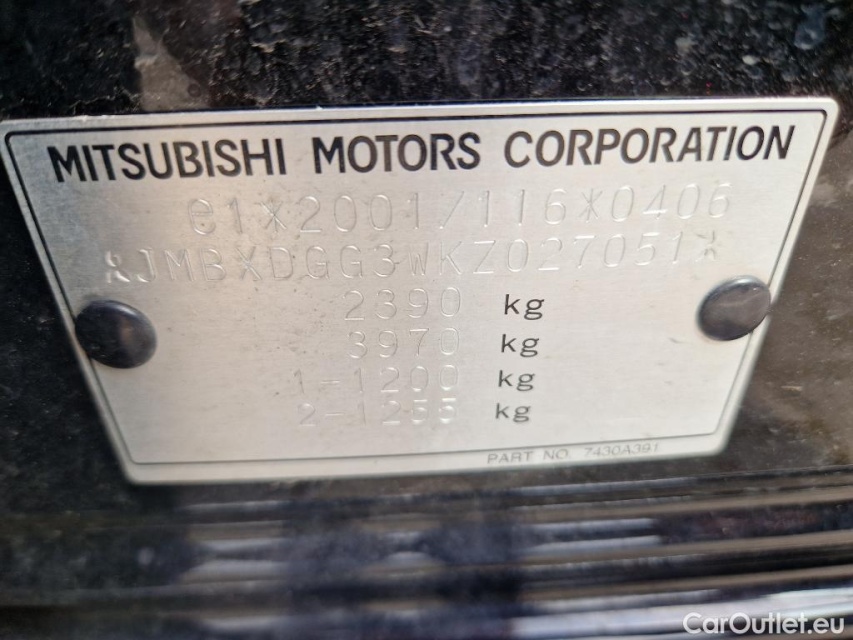 MITSUBISHI MOTORS CORPORATION
e1*2001/116*0406
*JMBXDGG3WKZ027051*
2390 kg
3970 kg
1-1200 kg
2-1255 kg
PART NO. 7430A391
CarOutlet.eu